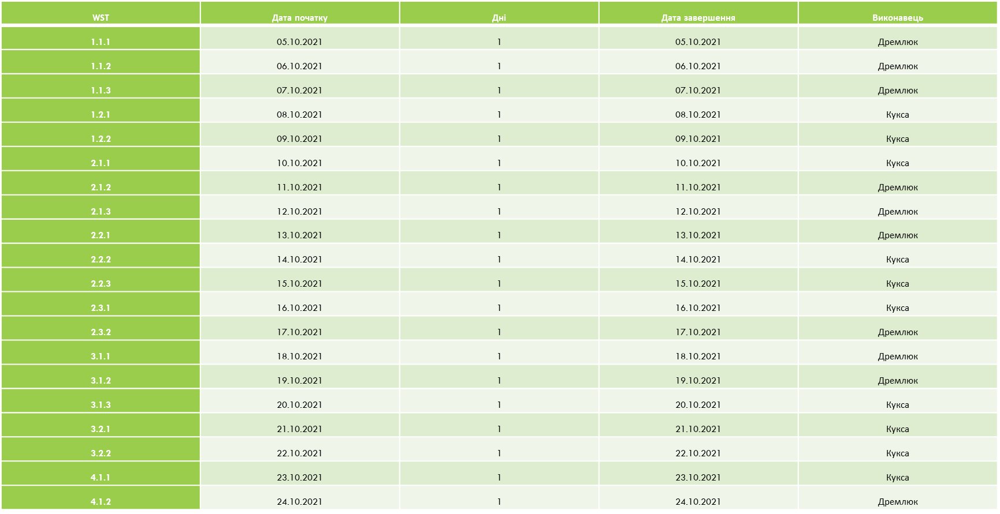 WST Дата початку Дні Дата завершення Виконавець
1.1.1 05.10.2021 1 05.10.2021 Дремлюк
1.1.2 06.10.2021 1 06.10.2021 Дремлюк
1.1.3 07.10.2021 1 07.10.2021 Дремлюк
1.2.1 08.10.2021 1 08.10.2021 Кукса
1.2.2 09.10.2021 1 09.10.2021 Кукса
2.1.1 10.10.2021 1 10.10.2021 Кукса
2.1.2 11.10.2021 1 11.10.2021 Дремлюк
2.1.3 12.10.2021 1 12.10.2021 Дремлюк
2.2.1 13.10.2021 1 13.10.2021 Дремлюк
2.2.2 14.10.2021 1 14.10.2021 Кукса
2.2.3 15.10.2021 1 15.10.2021 Кукса
2.3.1 16.10.2021 1 16.10.2021 Кукса
2.3.2 17.10.2021 1 17.10.2021 Дремлюк
3.1.1 18.10.2021 1 18.10.2021 Дремлюк
3.1.2 19.10.2021 1 19.10.2021 Дремлюк
3.1.3 20.10.2021 1 20.10.2021 Кукса
3.2.1 21.10.2021 1 21.10.2021 Кукса
3.2.2 22.10.2021 1 22.10.2021 Кукса
4.1.1 23.10.2021 1 23.10.2021 Кукса
4.1.2 24.10.2021 1 24.10.2021 Дремлюк